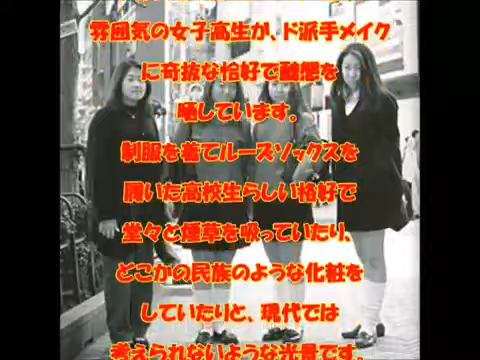 雰囲気の女子高生が、ド派手メイク
に奇抜な恰好で醜態を
晒しています。
制服を着てルーズソックスを
履いた高校生らしい格好で
堂々と煙草を吸っていたり、
どこかの民族のような化粧を
していたりと、現代では
考えられないような光景です。